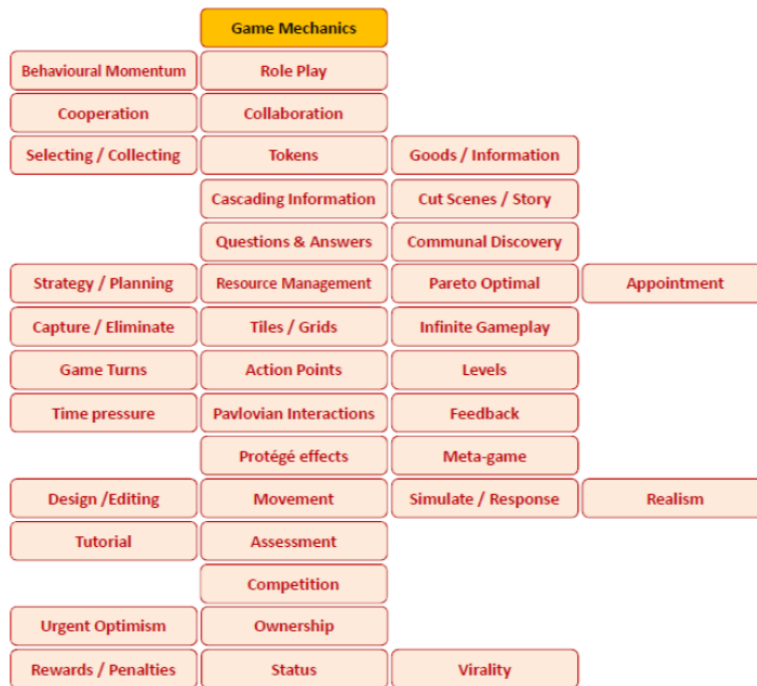 Game Mechanics
Behavioural Momentum
Role Play
Cooperation
Collaboration
Selecting / Collecting
Tokens
Goods / Information
Cascading Information
Cut Scenes / Story
Questions & Answers
Communal Discovery
Strategy / Planning
Resource Management
Pareto Optimal
Appointment
Capture / Eliminate
Tiles / Grids
Infinite Gameplay
Game Turns
Action Points
Levels
Time pressure
Pavlovian Interactions
Feedback
Protégé effects
Meta-game
Design /Editing
Movement
Simulate / Response
Realism
Tutorial
Assessment
Competition
Urgent Optimism
Ownership
Rewards / Penalties
Status
Virality